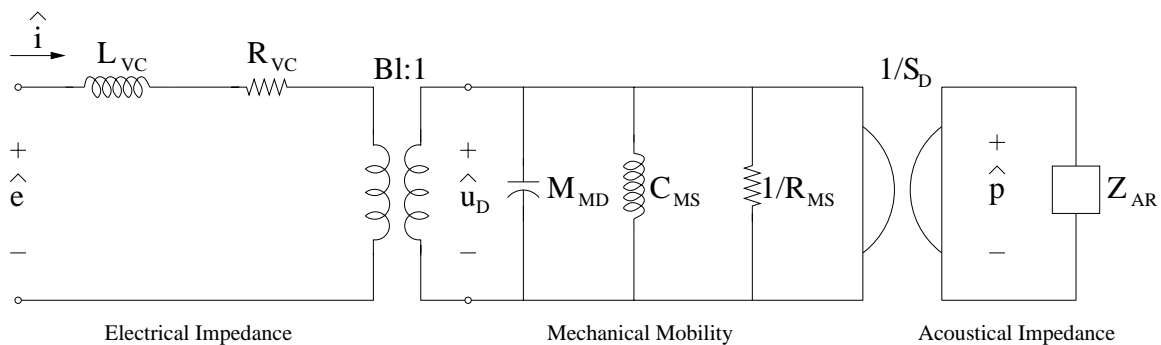 î
L_VC
R_VC
Bl:1
1/S_D
+
ê
−
+
û_D
−
M_MD
C_MS
1/R_MS
+
p̂
−
Z_AR
Electrical Impedance
Mechanical Mobility
Acoustical Impedance